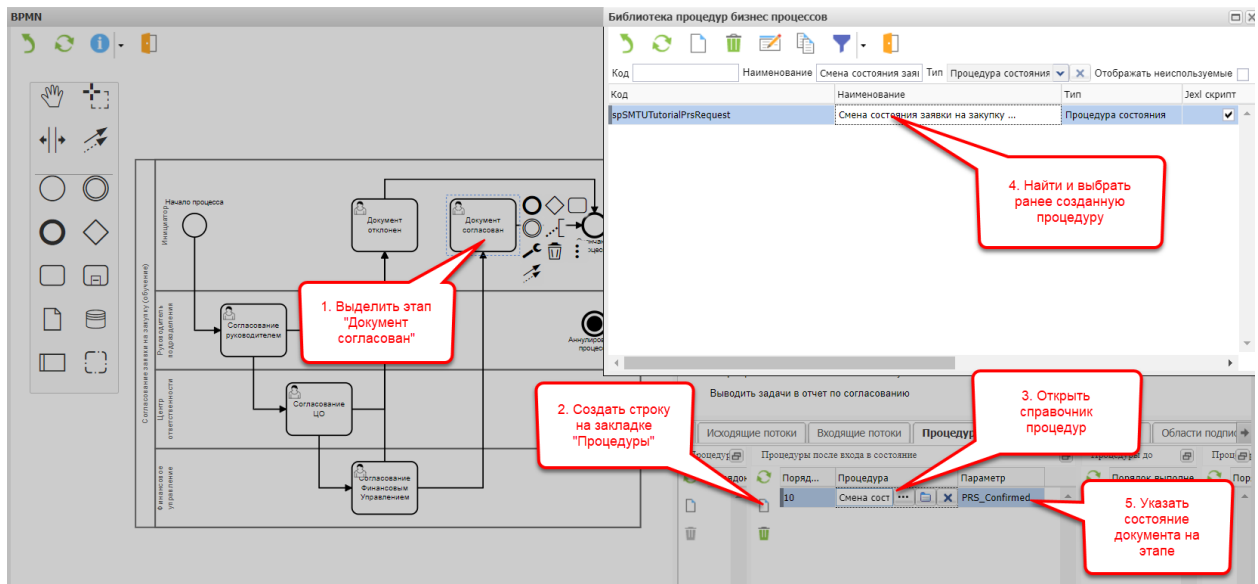 BPMN
Библиотека процедур бизнес процессов
Код
Наименование
Смена состояния заяв
Тип
Процедура состояния
Отображать неиспользуемые
Код
Наименование
Тип
Jexl скрипт
spSMTUTutorialPrsRequest
Смена состояния заявки на закупку ...
Процедура состояния
4. Найти и выбрать
ранее созданную
процедуру
Согласование заявки на закупку (обучение)
Инициатор
Начало процесса
Документ
отклонен
Документ
согласован
1. Выделить этап
"Документ
согласован"
Руководитель
подразделения
Согласование
руководителем
Аннулиров
процес
Центр
ответственности
Согласование
ЦО
Финансовое
управление
Согласование
Финансовым
Управлением
Выводить задачи в отчет по согласованию
2. Создать строку
на закладке
"Процедуры"
3. Открыть
справочник
процедур
Исходящие потоки
Входящие потоки
Процедур
Области подпис
Процедуры после входа в состояние
Процедуры до
Поряд...
Процедура
Параметр
Порядок выполне
Пор
10
Смена сост
PRS_Confirmed
5. Указать
состояние
документа на
этапе